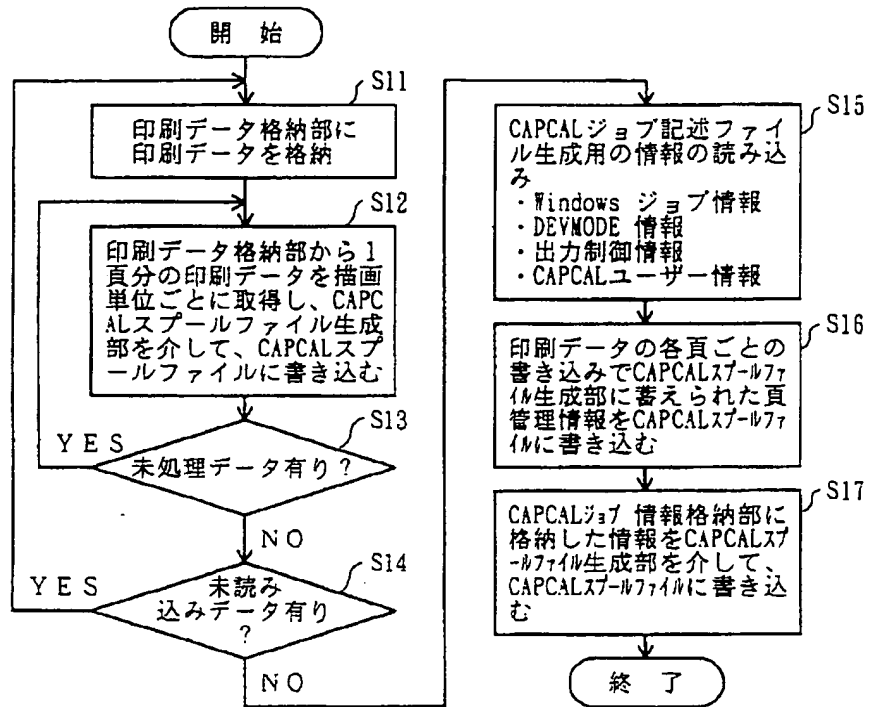 開 始
S11
印刷データ格納部に
印刷データを格納
S12
印刷データ格納部から1
頁分の印刷データを描画
単位ごとに取得し、CAPC
ALスプールファイル生成
部を介して、CAPCALスプ
ールファイルに書き込む
S13
YES
未処理データ有り?
NO
S14
YES
未読み
込みデータ有り
?
NO
S15
CAPCALジョブ記述ファイ
ル生成用の情報の読み込
み
・Windows ジョブ情報
・DEVMODE 情報
・出力制御情報
・CAPCALユーザー情報
S16
印刷データの各頁ごとの
書き込みでCAPCALスプールファ
イル生成部に蓄えられた頁
管理情報をCAPCALスプールファ
イルに書き込む
S17
CAPCALジョブ 情報格納部に
格納した情報をCAPCALスプ
ールファイル生成部を介して、
CAPCALスプールファイルに書き込
む
終 了